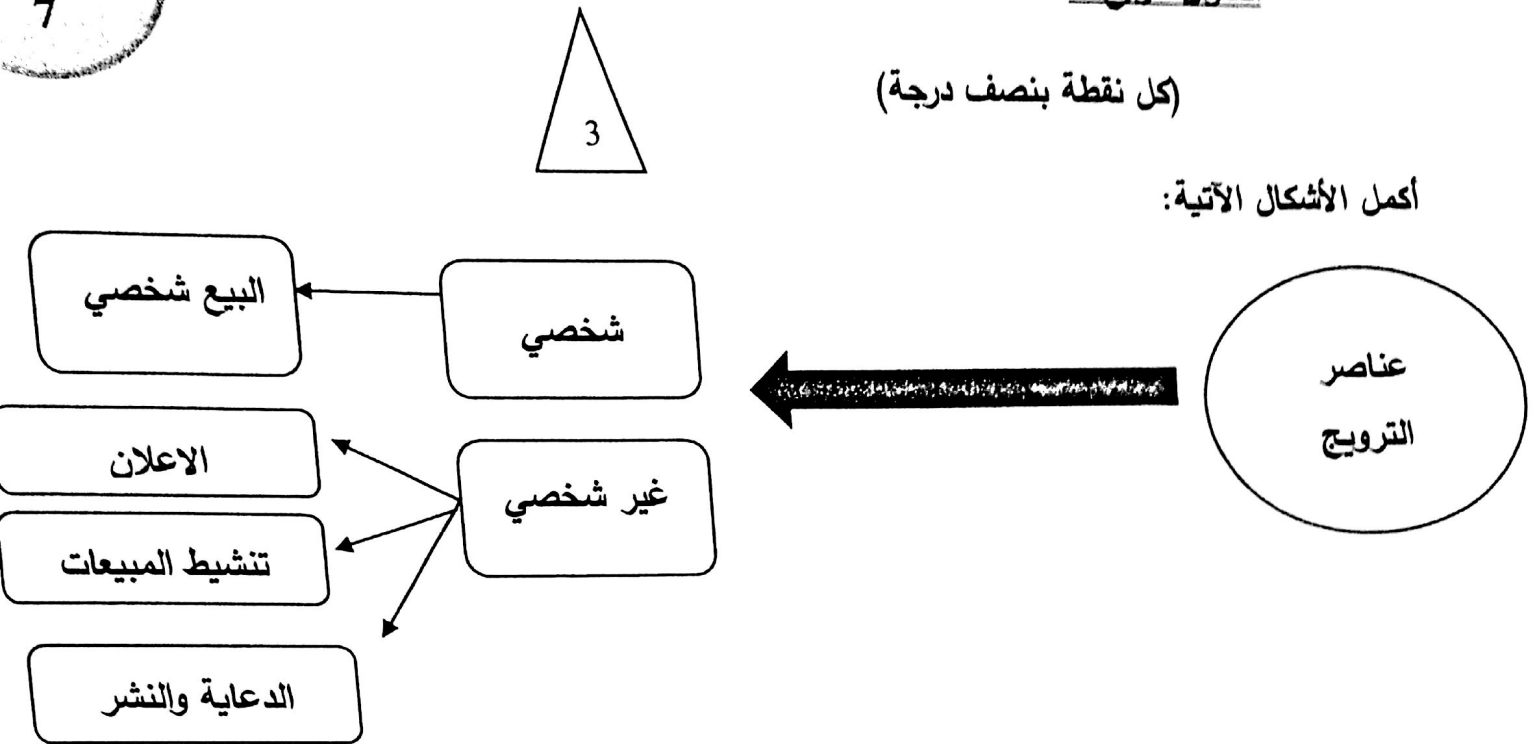 7
3
(كل نقطة بنصف درجة)
أكمل الأشكال الآتية:
عناصر
الترويج
شخصي
البيع شخصي
غير شخصي
الاعلان
تنشيط المبيعات
الدعاية والنشر